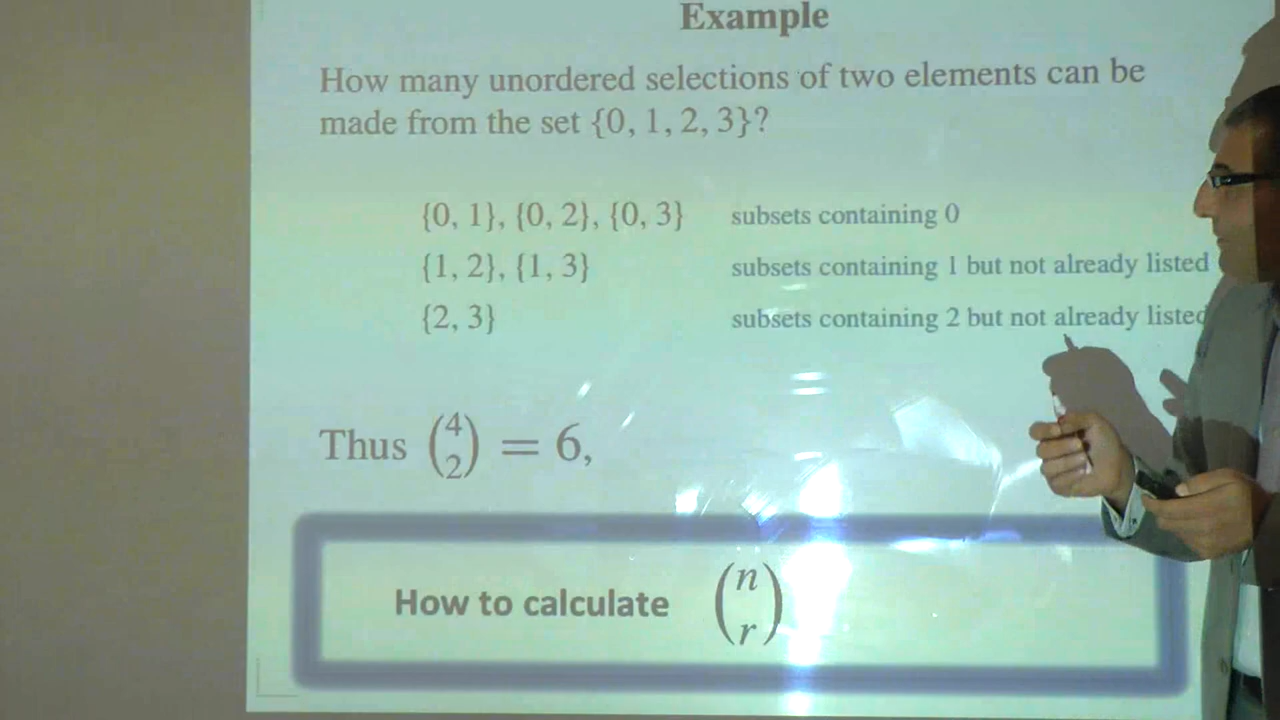 Example
How many unordered selections of two elements can be
made from the set {0, 1, 2, 3}?
{0, 1}, {0, 2}, {0, 3} subsets containing 0
{1, 2}, {1, 3} subsets containing 1 but not already listed
{2, 3} subsets containing 2 but not already listed
Thus (4 2) = 6,
How to calculate (n r)